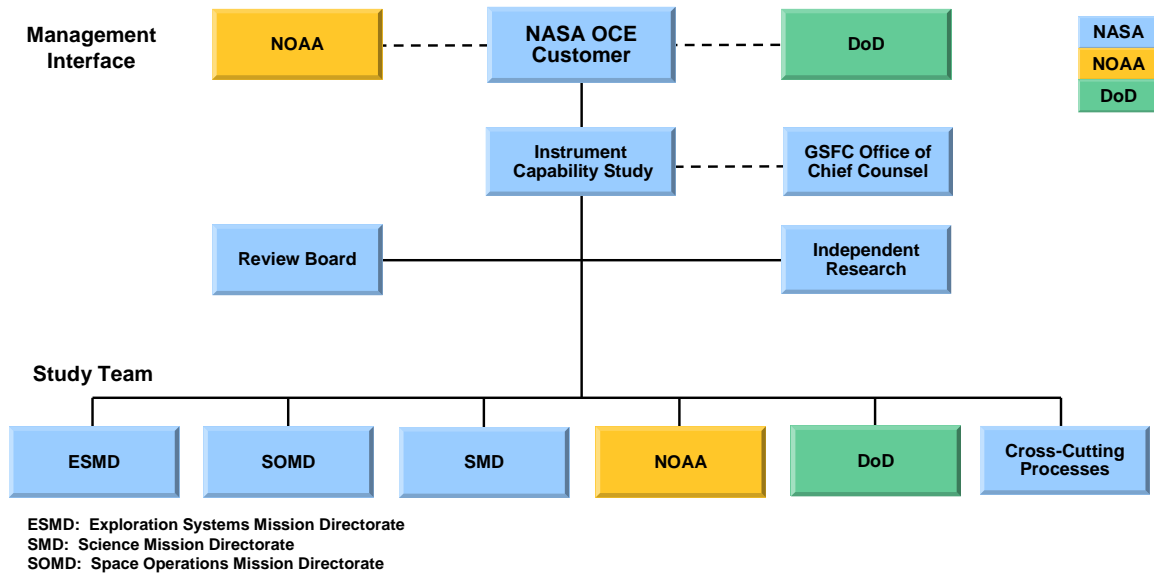 Management
Interface
NOAA
NASA OCE
Customer
DoD
NASA
NOAA
DoD
Instrument
Capability Study
GSFC Office of
Chief Counsel
Review Board
Independent
Research
Study Team
ESMD
SOMD
SMD
NOAA
DoD
Cross-Cutting
Processes
ESMD:  Exploration Systems Mission Directorate
SMD:  Science Mission Directorate
SOMD:  Space Operations Mission Directorate